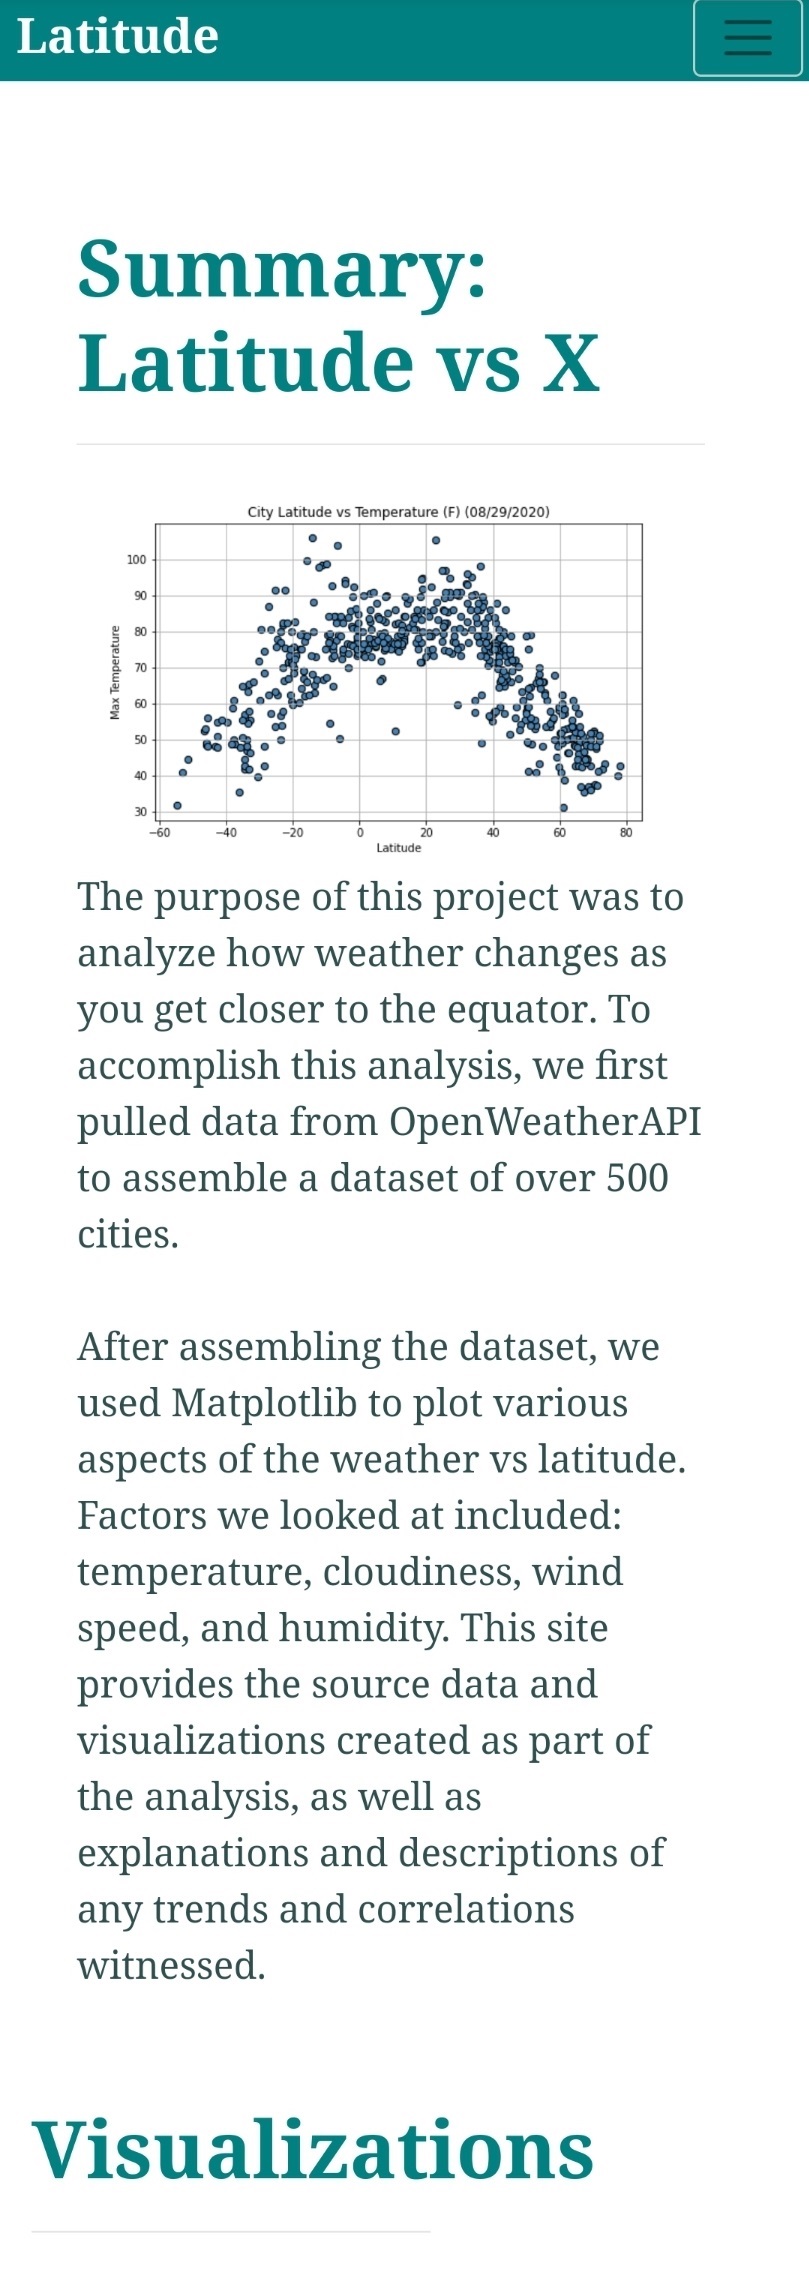 Latitude
Summary:
Latitude vs X
City Latitude vs Temperature (F) (08/29/2020)
Max Temperature
100
90
80
70
60
50
40
30
−60 −40 −20 0 20 40 60 80
Latitude
The purpose of this project was to
analyze how weather changes as
you get closer to the equator. To
accomplish this analysis, we first
pulled data from OpenWeatherAPI
to assemble a dataset of over 500
cities.
After assembling the dataset, we
used Matplotlib to plot various
aspects of the weather vs latitude.
Factors we looked at included:
temperature, cloudiness, wind
speed, and humidity. This site
provides the source data and
visualizations created as part of
the analysis, as well as
explanations and descriptions of
any trends and correlations
witnessed.
Visualizations